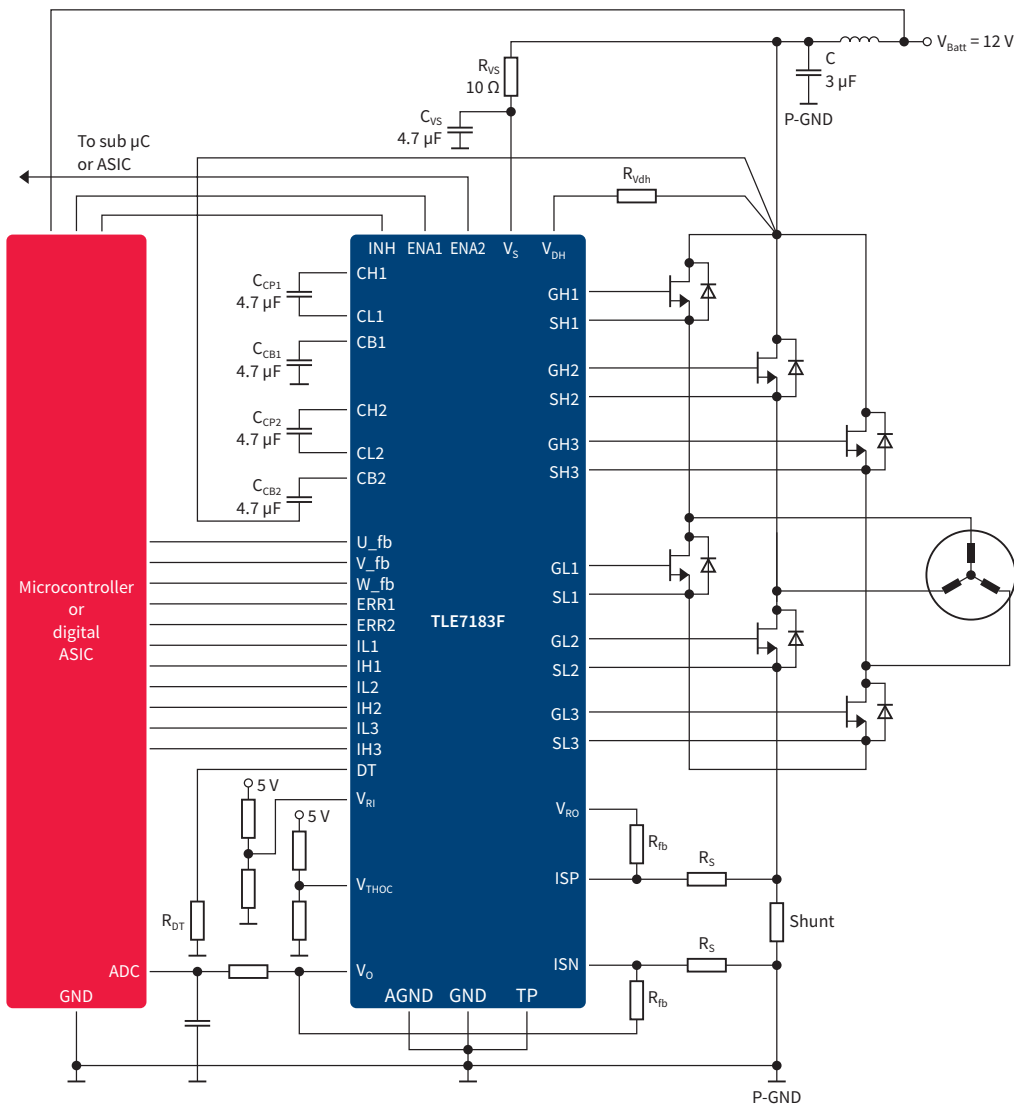 V_Batt = 12 V
R_VS
10 Ω
C
3 µF
C_VS
4.7 µF
P-GND
To sub µC
or ASIC
R_Vdh
INH
ENA1
ENA2
V_S
V_DH
CH1
C_CP1
4.7 µF
CL1
CB1
C_CB1
4.7 µF
CH2
C_CP2
4.7 µF
CL2
CB2
C_CB2
4.7 µF
GH1
SH1
GH2
SH2
GH3
SH3
U_fb
V_fb
W_fb
ERR1
ERR2
IL1
IH1
IL2
IH2
IL3
IH3
DT
Microcontroller
or
digital
ASIC
TLE7183F
GL1
SL1
GL2
SL2
GL3
SL3
5 V
V_RI
5 V
V_THOC
R_DT
V_RO
R_fb
ISP
R_S
Shunt
R_S
ISN
R_fb
ADC
V_O
GND
AGND
GND
TP
P-GND